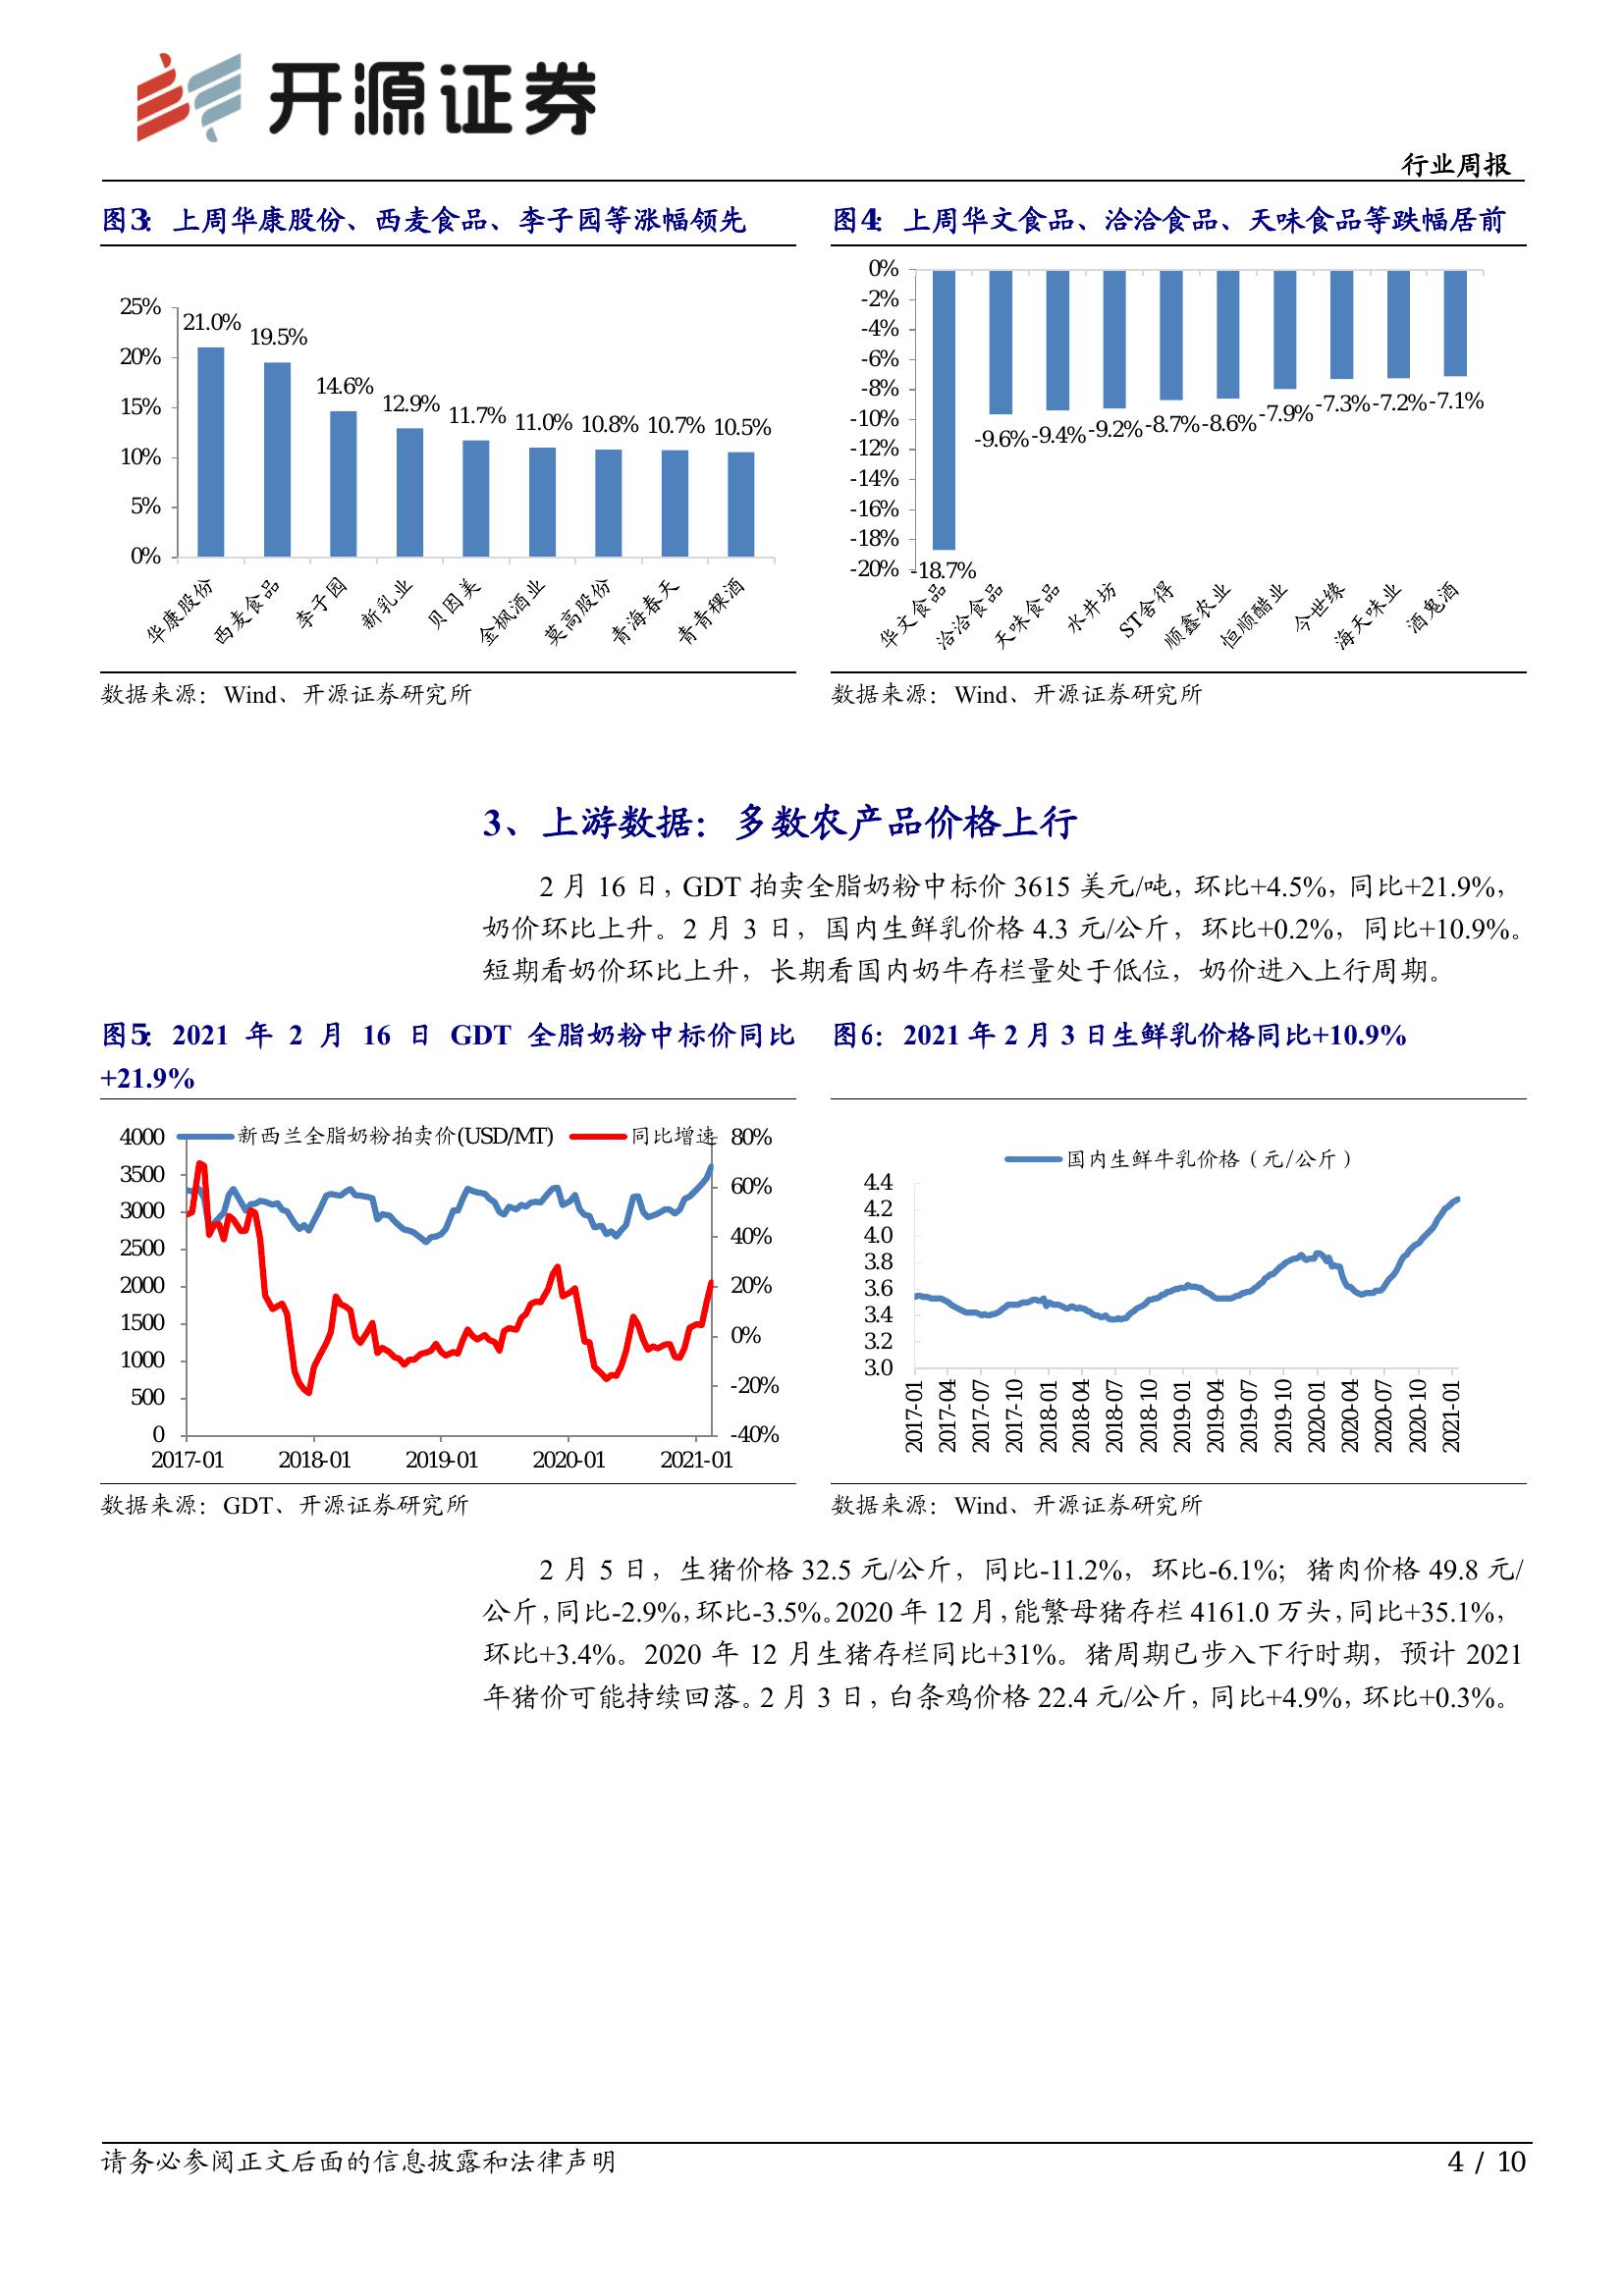 开源证券
行业周报
图3：上周华康股份、西麦食品、李子园等涨幅领先
25%
20%
15%
10%
5%
0%
21.0%
19.5%
14.6%
12.9%
11.7%
11.0%
10.8%
10.7%
10.5%
华康股份
西麦食品
李子园
新乳业
贝因美
金枫酒业
莫高股份
青海春天
青青稞酒
数据来源：Wind、开源证券研究所
图4：上周华文食品、洽洽食品、天味食品等跌幅居前
0%
-2%
-4%
-6%
-8%
-10%
-12%
-14%
-16%
-18%
-20%
-18.7%
-9.6%
-9.4%
-9.2%
-8.7%
-8.6%
-7.9%
-7.3%
-7.2%
-7.1%
华文食品
洽洽食品
天味食品
水井坊
ST舍得
顺鑫农业
恒顺醋业
今世缘
海天味业
酒鬼酒
数据来源：Wind、开源证券研究所
3、上游数据：多数农产品价格上行
2 月 16 日，GDT 拍卖全脂奶粉中标价 3615 美元/吨，环比+4.5%，同比+21.9%，
奶价环比上升。2 月 3 日，国内生鲜乳价格 4.3 元/公斤，环比+0.2%，同比+10.9%。
短期看奶价环比上升，长期看国内奶牛存栏量处于低位，奶价进入上行周期。
图5：2021 年 2 月 16 日 GDT 全脂奶粉中标价同比
+21.9%
新西兰全脂奶粉拍卖价(USD/MT)
同比增速
4000
3500
3000
2500
2000
1500
1000
500
0
80%
60%
40%
20%
0%
-20%
-40%
2017-01
2018-01
2019-01
2020-01
2021-01
数据来源：GDT、开源证券研究所
图6：2021 年 2 月 3 日生鲜乳价格同比+10.9%
国内生鲜牛乳价格（元/公斤）
4.4
4.2
4.0
3.8
3.6
3.4
3.2
3.0
2017-01
2017-04
2017-07
2017-10
2018-01
2018-04
2018-07
2018-10
2019-01
2019-04
2019-07
2019-10
2020-01
2020-04
2020-07
2020-10
2021-01
数据来源：Wind、开源证券研究所
2 月 5 日，生猪价格 32.5 元/公斤，同比-11.2%，环比-6.1%；猪肉价格 49.8 元/
公斤，同比-2.9%，环比-3.5%。2020 年 12 月，能繁母猪存栏 4161.0 万头，同比+35.1%，
环比+3.4%。2020 年 12 月生猪存栏同比+31%。猪周期已步入下行时期，预计 2021
年猪价可能持续回落。2 月 3 日，白条鸡价格 22.4 元/公斤，同比+4.9%，环比+0.3%。
请务必参阅正文后面的信息披露和法律声明
4 / 10